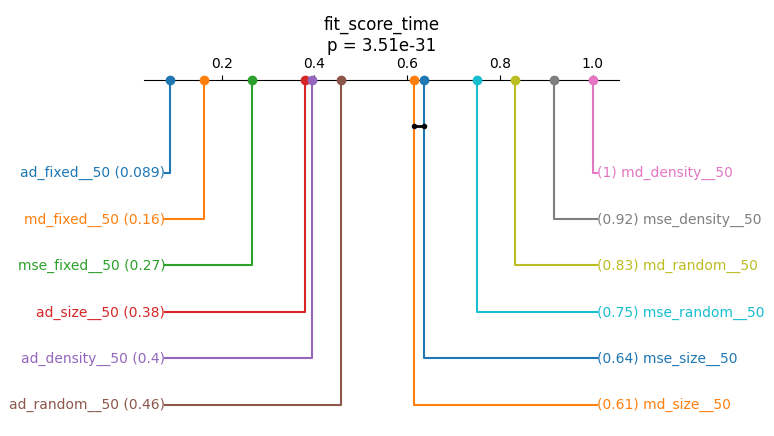 fit_score_time
p = 3.51e-31
0.2 0.4 0.6 0.8 1.0
ad_fixed__50 (0.089) (1) md_density__50
md_fixed__50 (0.16) (0.92) mse_density__50
mse_fixed__50 (0.27) (0.83) md_random__50
ad_size__50 (0.38) (0.75) mse_random__50
ad_density__50 (0.4) (0.64) mse_size__50
ad_random__50 (0.46) (0.61) md_size__50